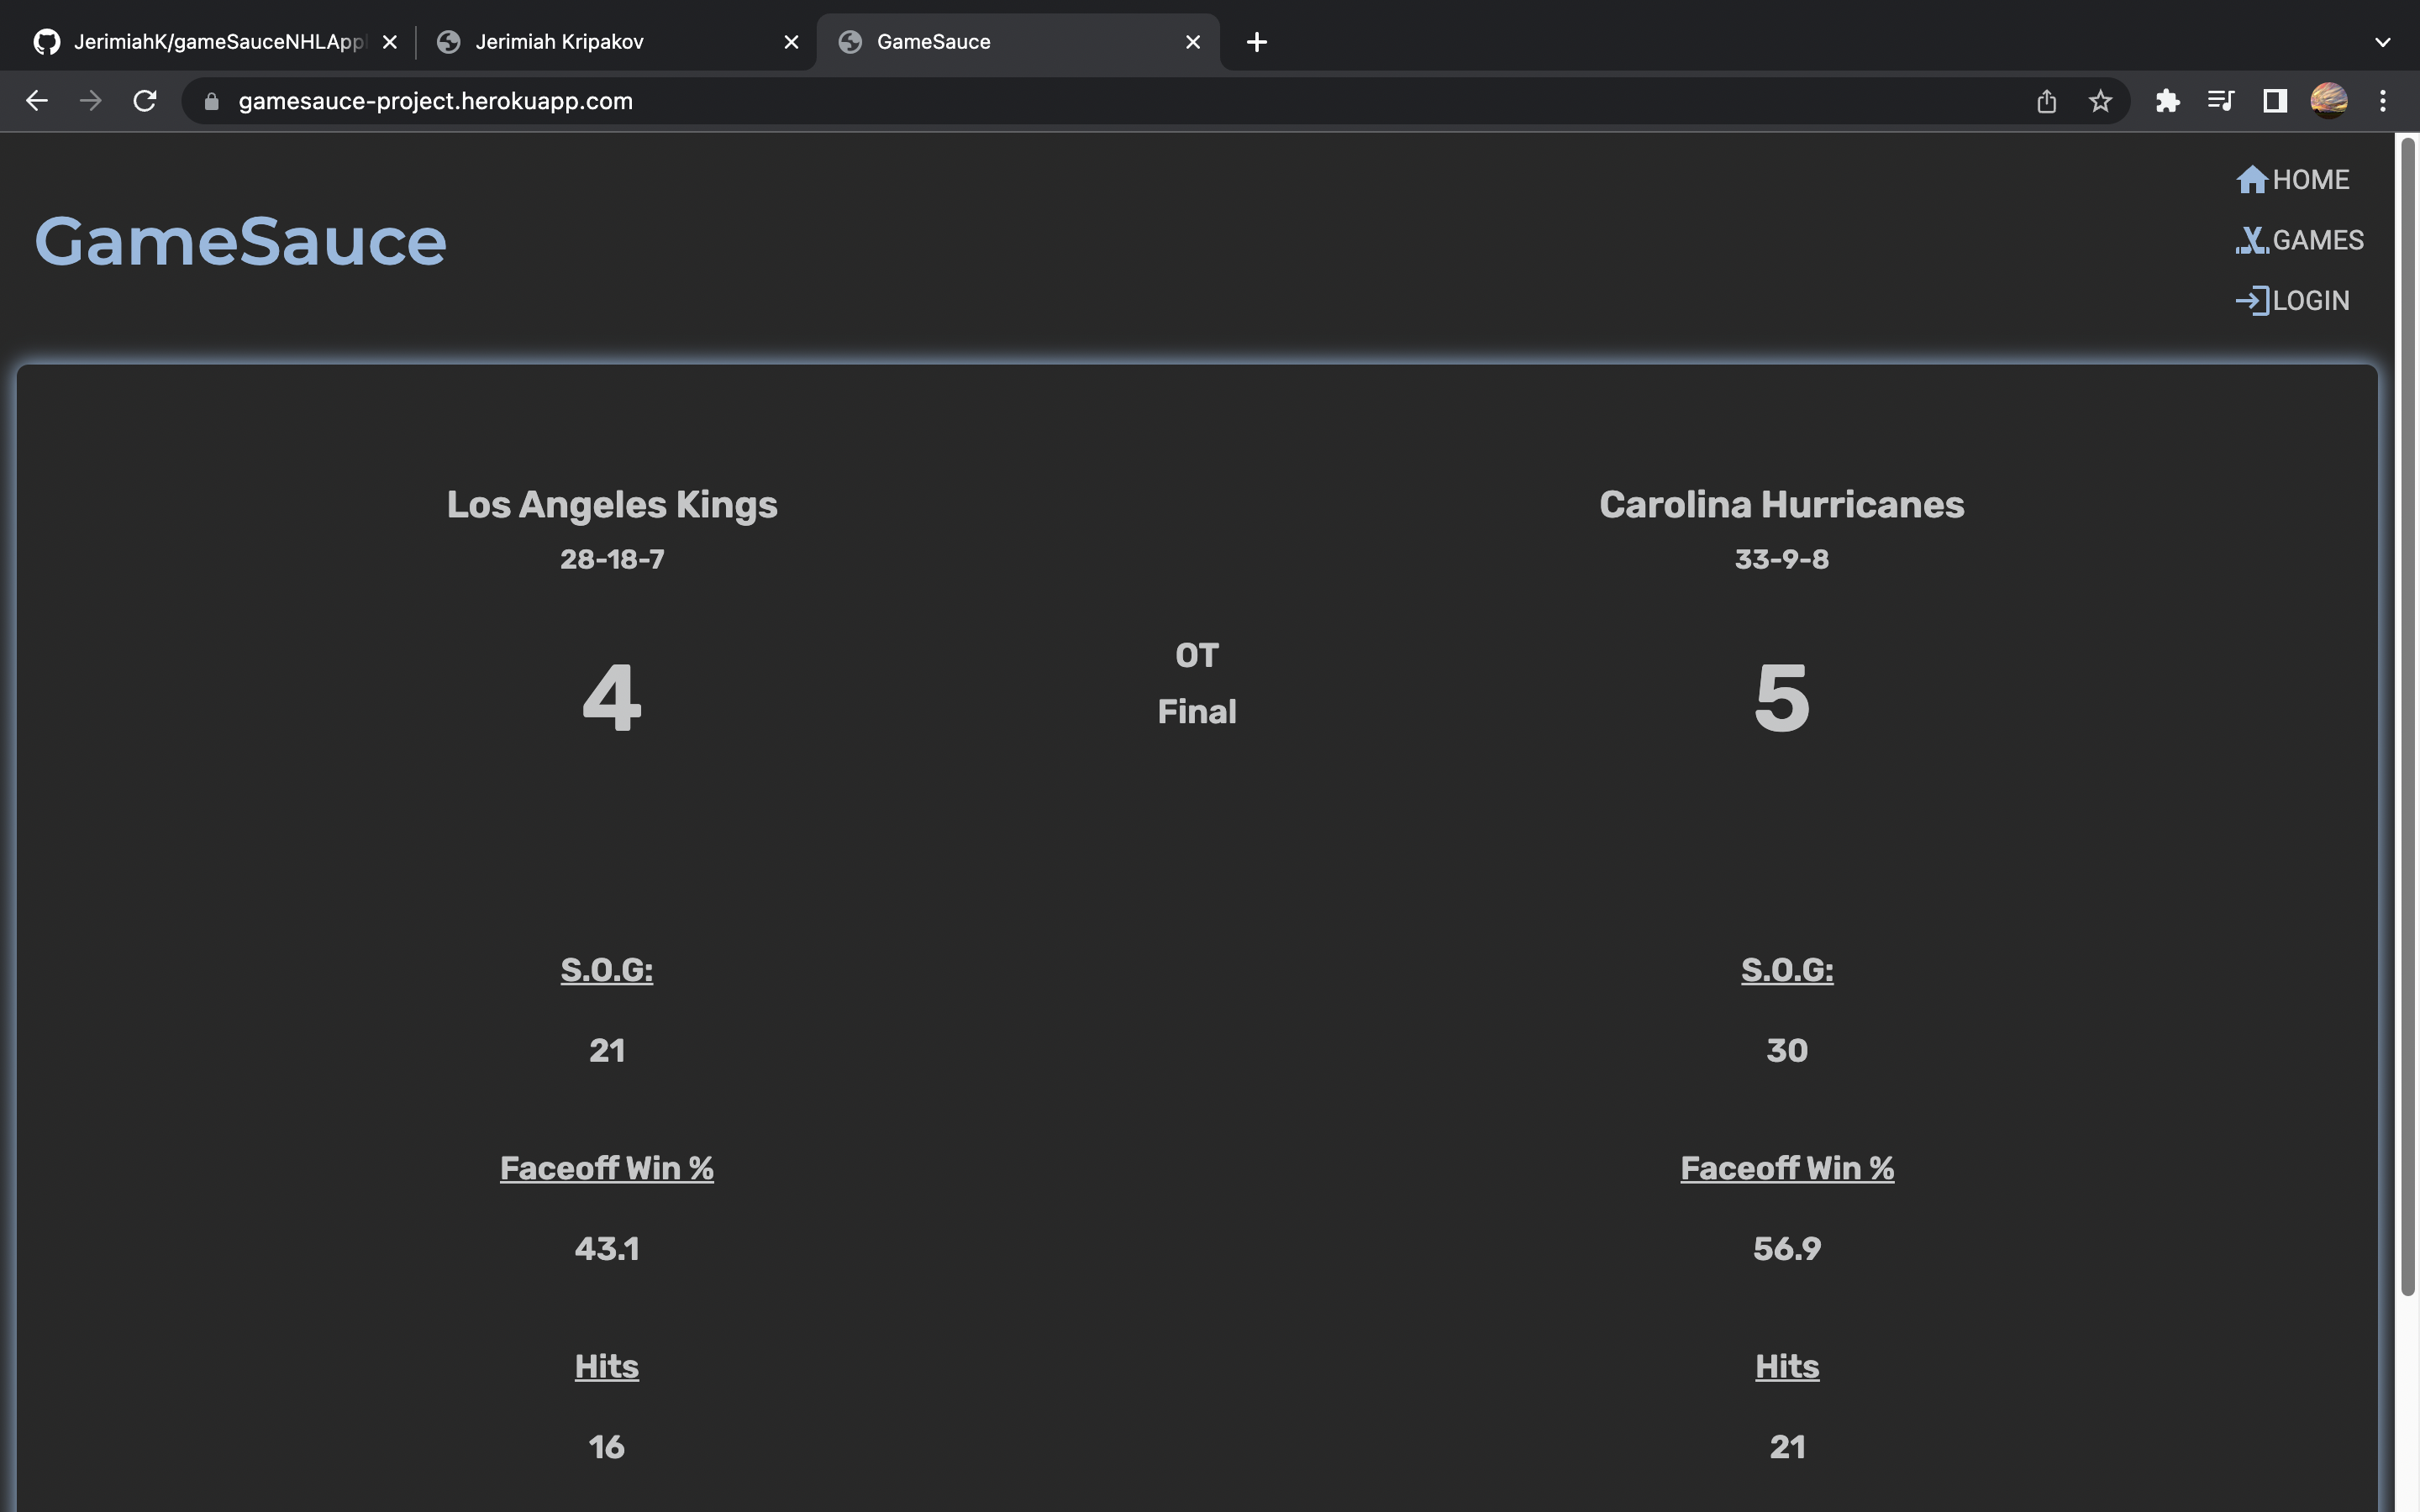 JerimiahK/gameSauceNHLAppl
Jerimiah Kripakov
GameSauce
gamesauce-project.herokuapp.com
GameSauce
HOME
GAMES
LOGIN
Los Angeles Kings
28-18-7
4
OT
Final
Carolina Hurricanes
33-9-8
5
S.O.G:
21
S.O.G:
30
Faceoff Win %
43.1
Faceoff Win %
56.9
Hits
16
Hits
21